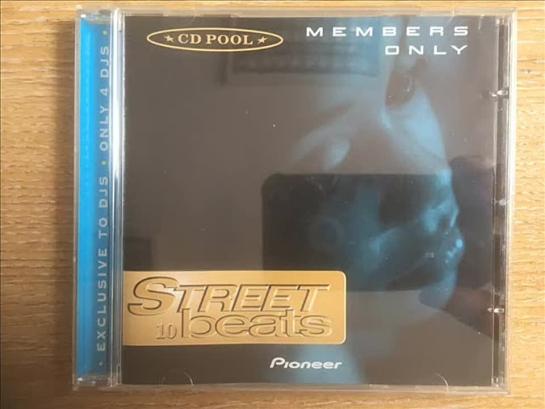 ★ CD POOL ★
MEMBERS
ONLY
• EXCLUSIVE TO DJS • ONLY 4 DJS •
STREET
10 beats
Pioneer